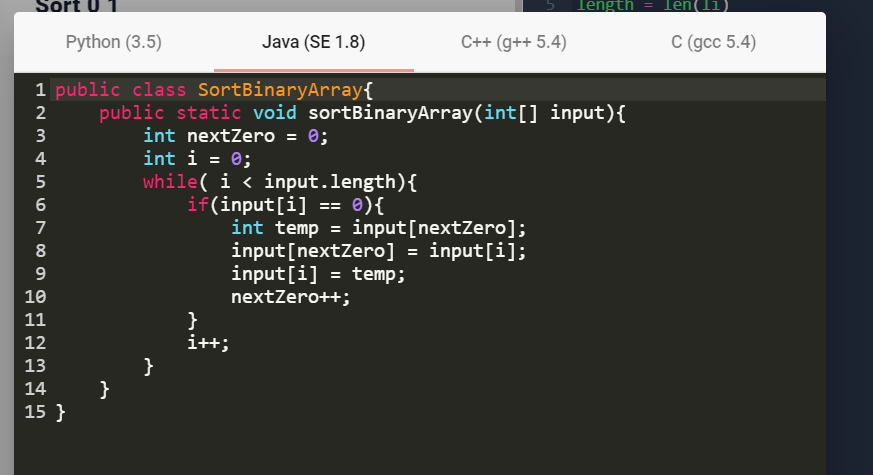 Sort 0 1
5 length = len(li)
Python (3.5) Java (SE 1.8) C++ (g++ 5.4) C (gcc 5.4)
1 public class SortBinaryArray{
2     public static void sortBinaryArray(int[] input){
3         int nextZero = 0;
4         int i = 0;
5         while( i < input.length){
6             if(input[i] == 0){
7                 int temp = input[nextZero];
8                 input[nextZero] = input[i];
9                 input[i] = temp;
10                 nextZero++;
11             }
12             i++;
13         }
14     }
15 }